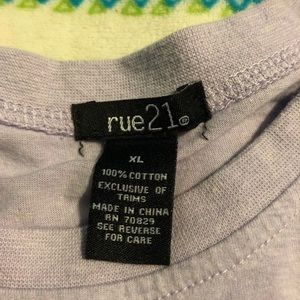 rue21®
XL
100% COTTON
EXCLUSIVE OF
TRIMS
MADE IN CHINA
RN 70829
SEE REVERSE
FOR CARE